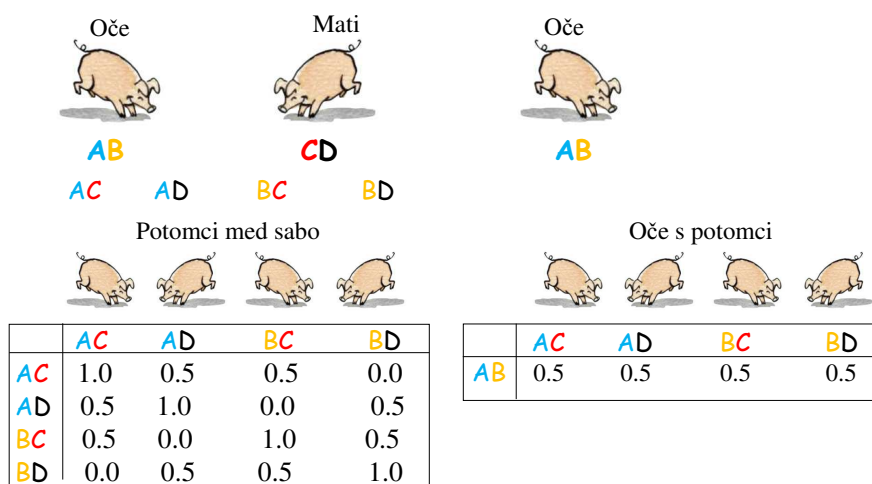 Oče Mati Oče
AB CD AB
AC AD BC BD
Potomci med sabo Oče s potomci
AC AD BC BD
AC 1.0 0.5 0.5 0.0
AD 0.5 1.0 0.0 0.5
BC 0.5 0.0 1.0 0.5
BD 0.0 0.5 0.5 1.0
AC AD BC BD
AB 0.5 0.5 0.5 0.5